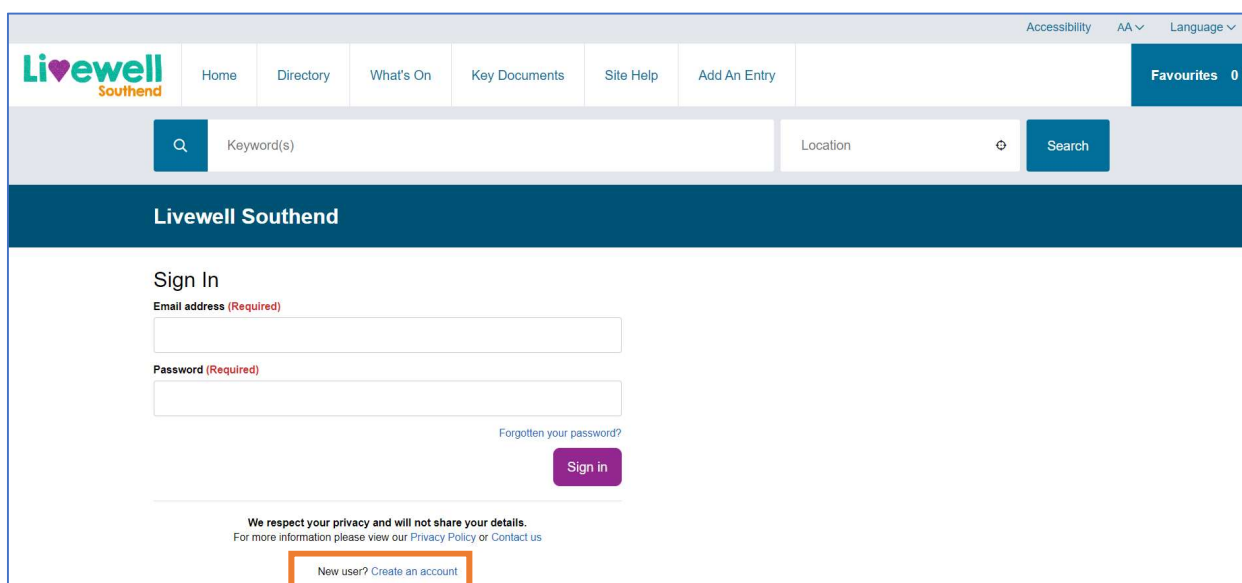 Accessibility AA Language
Livewell Southend
Home Directory What's On Key Documents Site Help Add An Entry Favourites 0
Keyword(s) Location Search
Livewell Southend
Sign In
Email address (Required)
Password (Required)
Forgotten your password?
Sign in
We respect your privacy and will not share your details.
For more information please view our Privacy Policy or Contact us
New user? Create an account